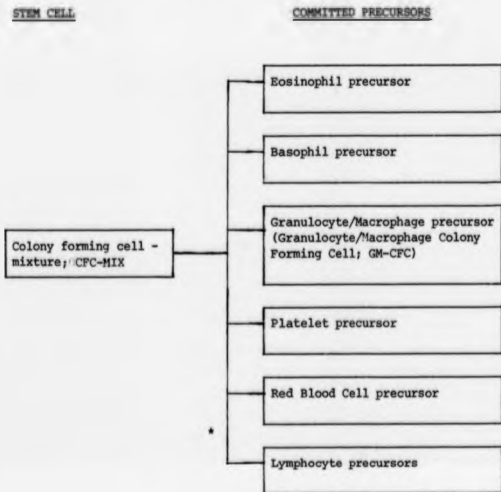 STEM CELL
COMMITTED PRECURSORS
Eosinophil precursor
Basophil precursor
Colony forming cell -
mixture; CFC-MIX
Granulocyte/Macrophage precursor
(Granulocyte/Macrophage Colony
Forming Cell; GM-CFC)
Platelet precursor
Red Blood Cell precursor
*
Lymphocyte precursors